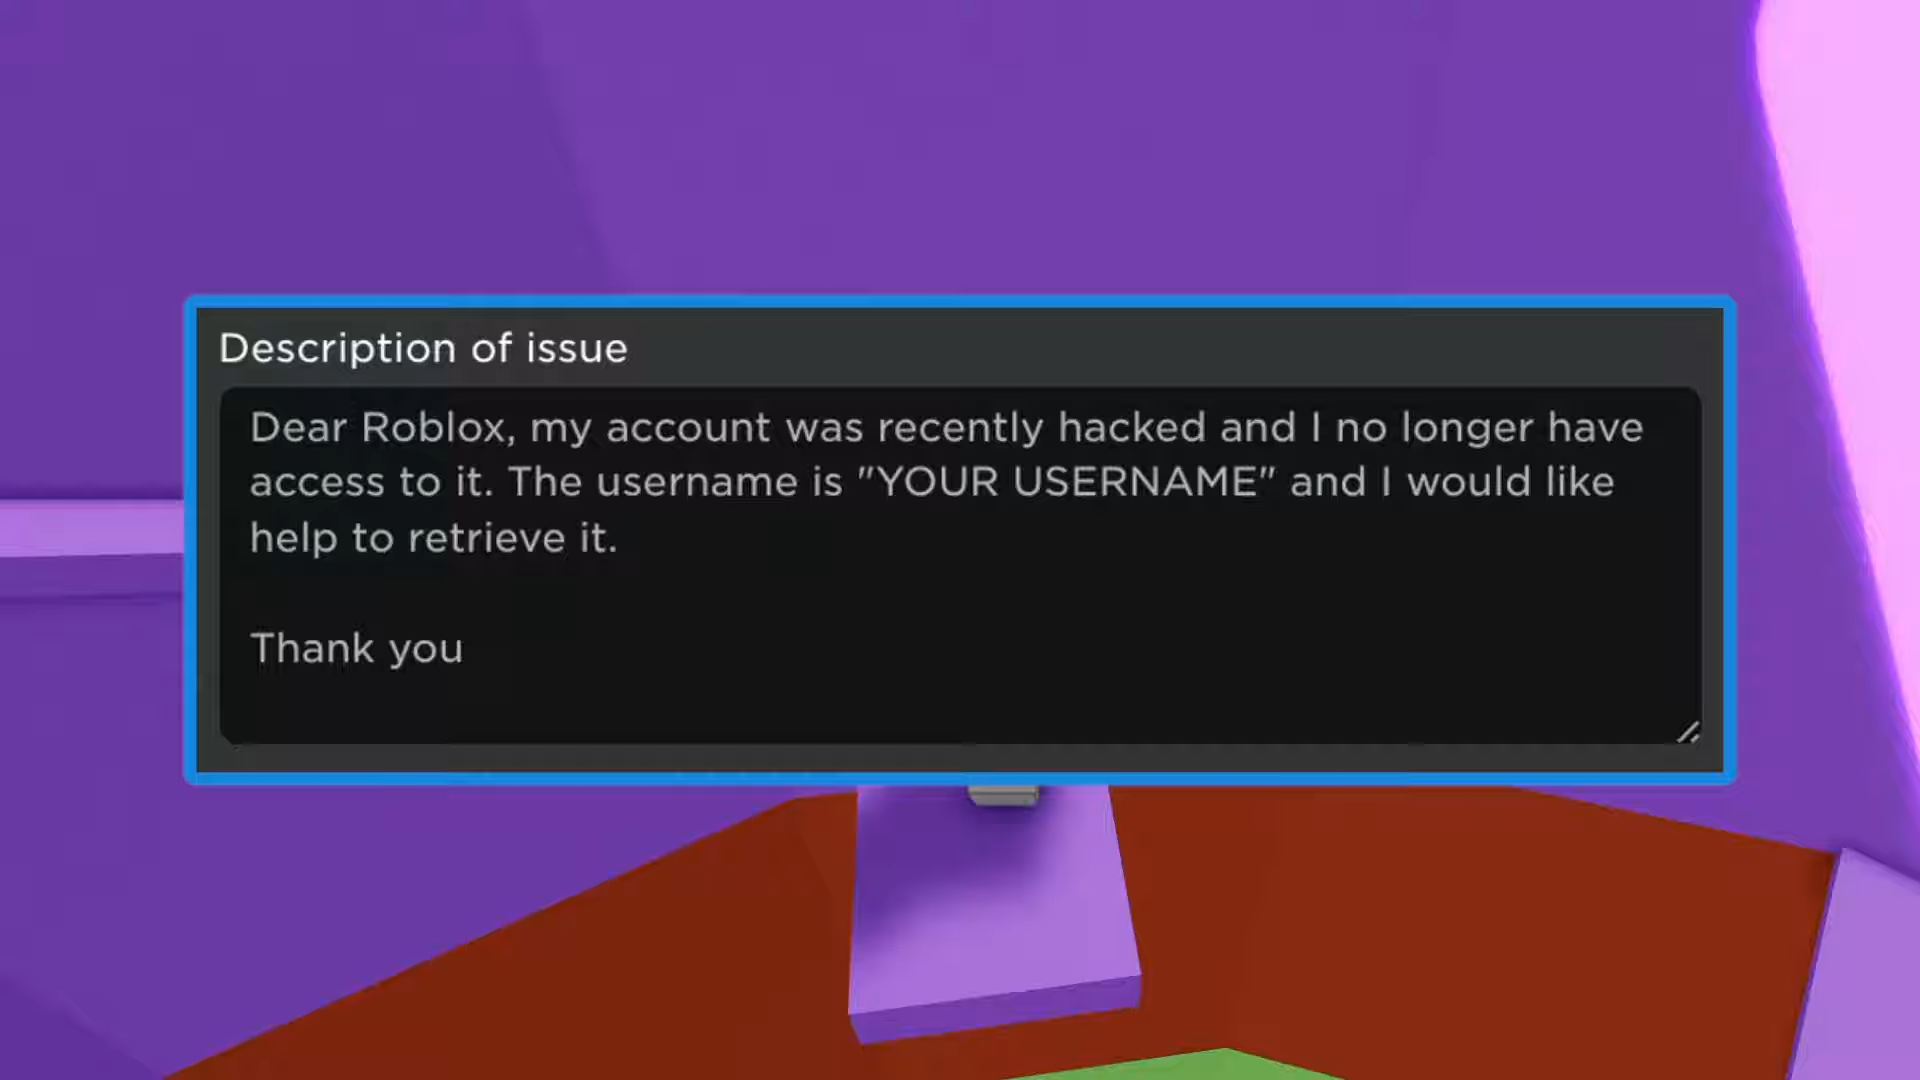 Description of issue
Dear Roblox, my account was recently hacked and I no longer have
access to it. The username is "YOUR USERNAME" and I would like
help to retrieve it.
Thank you